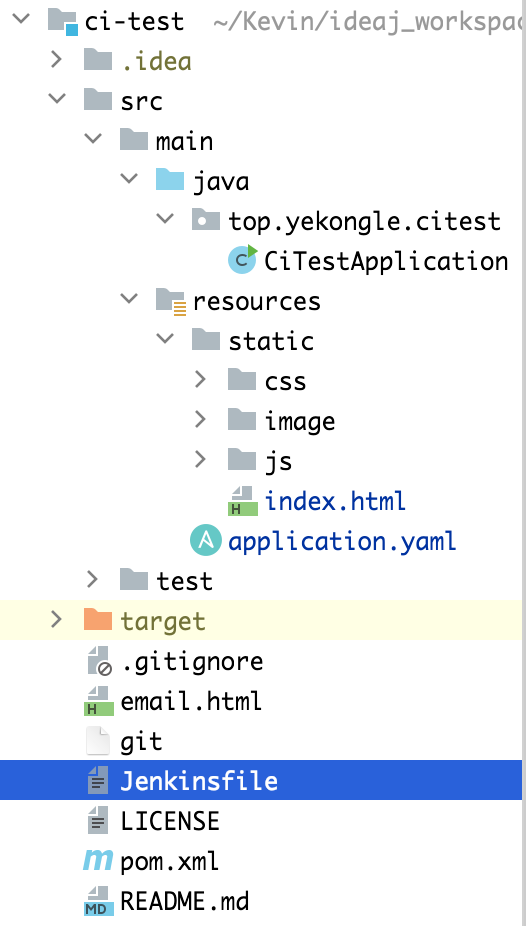 ci-test ~/Kevin/ideaj_workspac
.idea
src
main
java
top.yekongle.citest
C CiTestApplication
resources
static
css
image
js
H index.html
application.yaml
test
target
.gitignore
H email.html
git
Jenkinsfile
LICENSE
m pom.xml
MD README.md